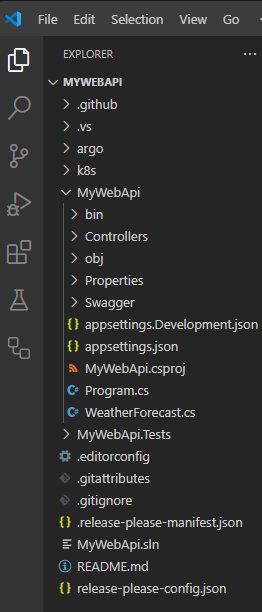 File Edit View Go
EXPLORER
MYWEBAPI
.github
.vs
argo
k8s
MyWebApi
bin
Controllers
obj
Properties
Swagger
{} appsettings.Development.json
{} appsettings.json
MyWebApi.csproj
C# Program.cs
C# WeatherForecast.cs
MyWebApi.Tests
.editorconfig
.gitattributes
.gitignore
{} .release-please-manifest.json
MyWebApi.sln
README.md
{} release-please-config.json